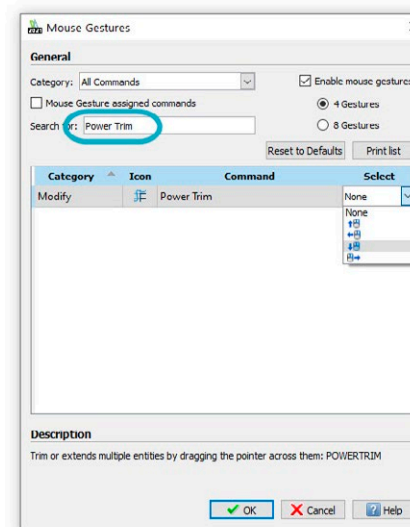 Mouse Gestures
General
Category: All Commands
Enable mouse gestures
Mouse Gesture assigned commands
4 Gestures
Search for: Power Trim
8 Gestures
Reset to Defaults Print list
Category Icon Command Select
Modify Power Trim None
None
Description
Trim or extends multiple entities by dragging the pointer across them: POWERTRIM
OK Cancel Help